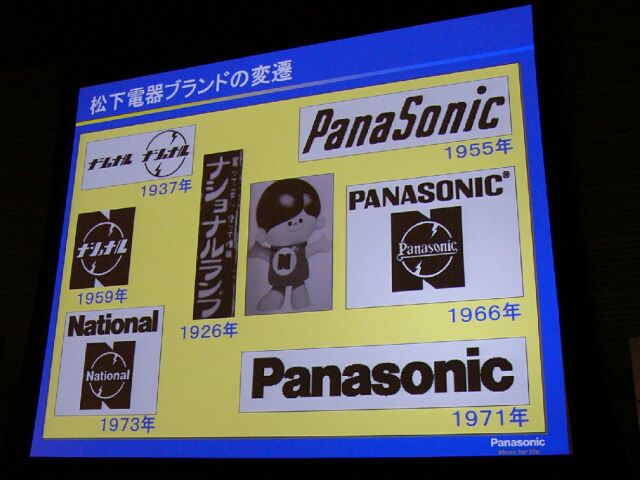 松下電器ブランドの変遷
ナショナル ナショナル
1937年
ナショナル
1959年
National
National
1973年
ナショナルランプ
1926年
N
PanaSonic
1955年
PANASONIC®
Panasonic
1966年
Panasonic
1971年
Panasonic
ideas for life